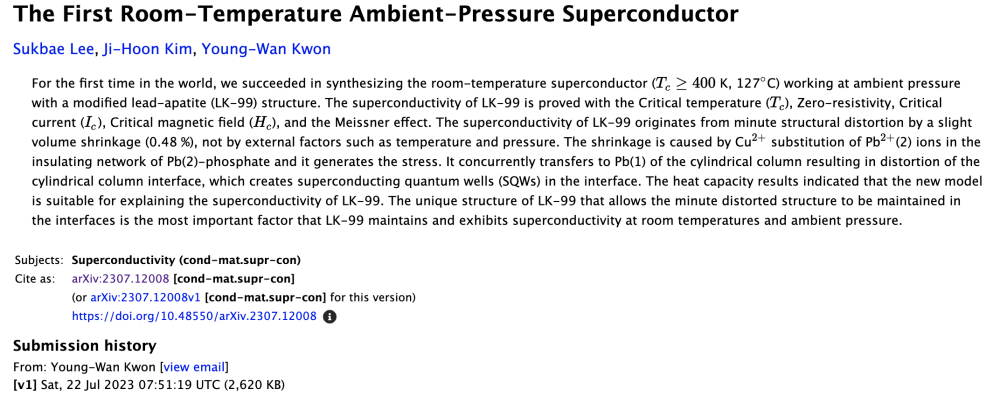 The First Room-Temperature Ambient-Pressure Superconductor
Sukbae Lee, Ji-Hoon Kim, Young-Wan Kwon
For the first time in the world, we succeeded in synthesizing the room-temperature superconductor (T_c ≥ 400 K, 127°C) working at ambient pressure
with a modified lead-apatite (LK-99) structure. The superconductivity of LK-99 is proved with the Critical temperature (T_c), Zero-resistivity, Critical
current (I_c), Critical magnetic field (H_c), and the Meissner effect. The superconductivity of LK-99 originates from minute structural distortion by a slight
volume shrinkage (0.48 %), not by external factors such as temperature and pressure. The shrinkage is caused by Cu²⁺ substitution of Pb²⁺(2) ions in the
insulating network of Pb(2)-phosphate and it generates the stress. It concurrently transfers to Pb(1) of the cylindrical column resulting in distortion of the
cylindrical column interface, which creates superconducting quantum wells (SQWs) in the interface. The heat capacity results indicated that the new model
is suitable for explaining the superconductivity of LK-99. The unique structure of LK-99 that allows the minute distorted structure to be maintained in
the interfaces is the most important factor that LK-99 maintains and exhibits superconductivity at room temperatures and ambient pressure.
Subjects: Superconductivity (cond-mat.supr-con)
Cite as: arXiv:2307.12008 [cond-mat.supr-con]
(or arXiv:2307.12008v1 [cond-mat.supr-con] for this version)
https://doi.org/10.48550/arXiv.2307.12008 i
Submission history
From: Young-Wan Kwon [view email]
[v1] Sat, 22 Jul 2023 07:51:19 UTC (2,620 KB)